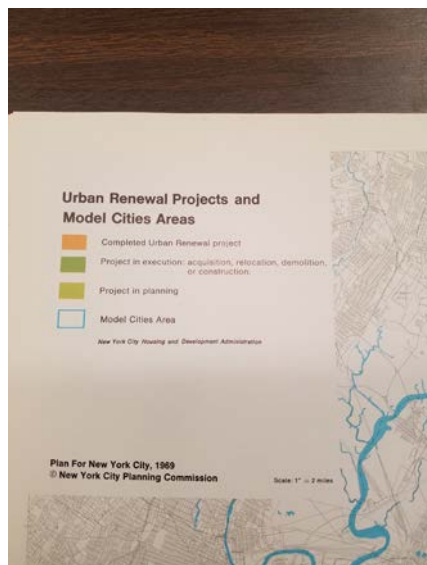 Urban Renewal Projects and
Model Cities Areas
Completed Urban Renewal project
Project in execution: acquisition, relocation, demolition,
or construction.
Project in planning
Model Cities Area
New York City Housing and Development Administration
Plan For New York City, 1969
© New York City Planning Commission
Scale: 1" = 2 miles